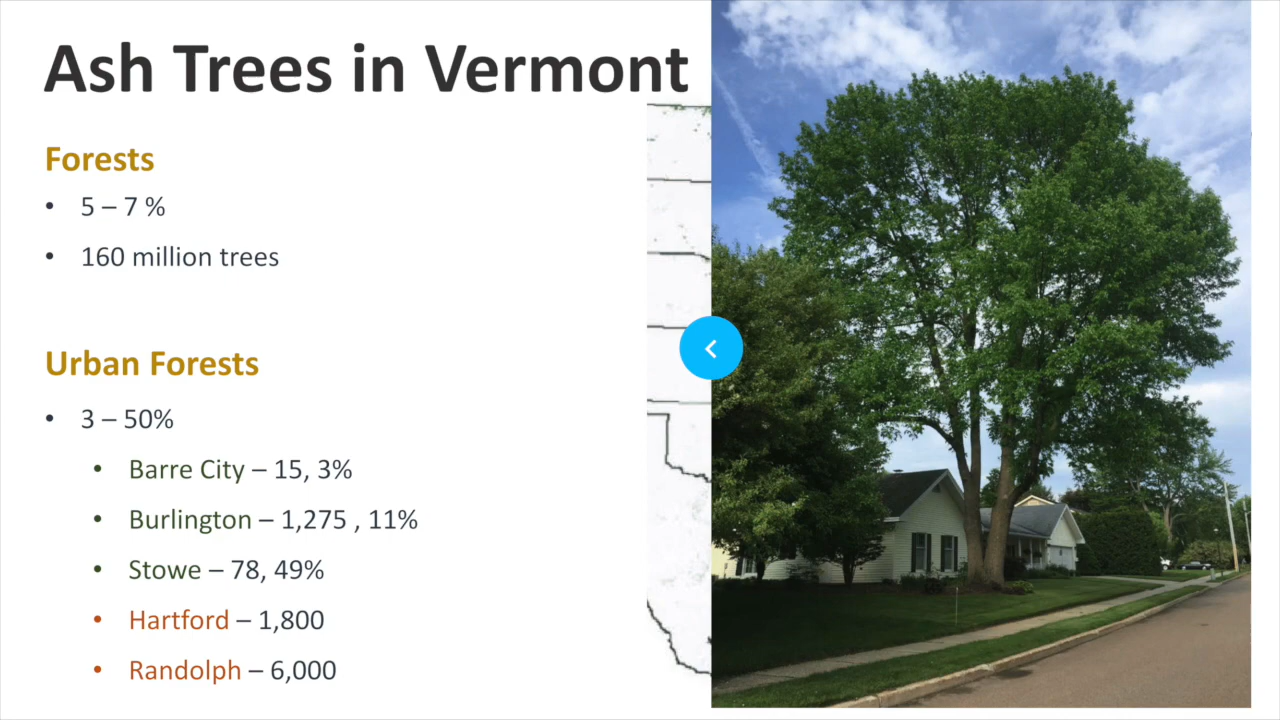 Ash Trees in Vermont
Forests
• 5 – 7 %
• 160 million trees
Urban Forests
• 3 – 50%
• Barre City – 15, 3%
• Burlington – 1,275 , 11%
• Stowe – 78, 49%
• Hartford – 1,800
• Randolph – 6,000